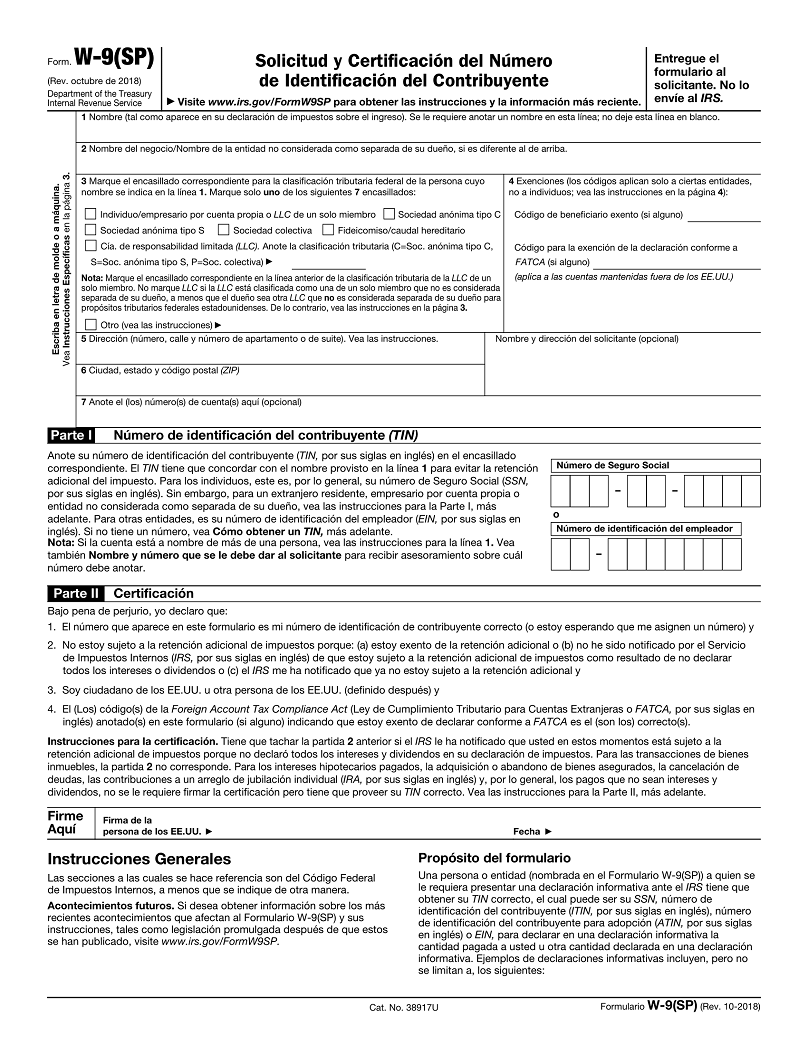 Form. W-9(SP)
(Rev. octubre de 2018)
Department of the Treasury
Internal Revenue Service
Solicitud y Certificación del Número
de Identificación del Contribuyente
▶ Visite www.irs.gov/FormW9SP para obtener las instrucciones y la información más reciente.
Entregue el
formulario al
solicitante. No lo
envíe al IRS.
Escriba en letra de molde o a máquina.
Vea Instrucciones Específicas en la página 3.
1 Nombre (tal como aparece en su declaración de impuestos sobre el ingreso). Se le requiere anotar un nombre en esta línea; no deje esta línea en blanco.
2 Nombre del negocio/Nombre de la entidad no considerada como separada de su dueño, si es diferente al de arriba.
3 Marque el encasillado correspondiente para la clasificación tributaria federal de la persona cuyo
nombre se indica en la línea 1. Marque solo uno de los siguientes 7 encasillados:
Individuo/empresario por cuenta propia o LLC de un solo miembro
Sociedad anónima tipo C
Sociedad anónima tipo S
Sociedad colectiva
Fideicomiso/caudal hereditario
Cía. de responsabilidad limitada (LLC). Anote la clasificación tributaria (C=Soc. anónima tipo C,
S=Soc. anónima tipo S, P=Soc. colectiva) ▶
Nota: Marque el encasillado correspondiente en la línea anterior de la clasificación tributaria de la LLC de un
solo miembro. No marque LLC si la LLC está clasificada como una de un solo miembro que no es considerada
separada de su dueño, a menos que el dueño sea otra LLC que no es considerada separada de su dueño para
propósitos tributarios federales estadounidenses. De lo contrario, vea las instrucciones en la página 3.
Otro (vea las instrucciones) ▶
4 Exenciones (los códigos aplican solo a ciertas entidades,
no a individuos; vea las instrucciones en la página 4):
Código de beneficiario exento (si alguno)
Código para la exención de la declaración conforme a
FATCA (si alguno)
(aplica a las cuentas mantenidas fuera de los EE.UU.)
5 Dirección (número, calle y número de apartamento o de suite). Vea las instrucciones.
Nombre y dirección del solicitante (opcional)
6 Ciudad, estado y código postal (ZIP)
7 Anote el (los) número(s) de cuenta(s) aquí (opcional)
Parte I Número de identificación del contribuyente (TIN)
Anote su número de identificación del contribuyente (TIN, por sus siglas en inglés) en el encasillado
correspondiente. El TIN tiene que concordar con el nombre provisto en la línea 1 para evitar la retención
adicional del impuesto. Para los individuos, este es, por lo general, su número de Seguro Social (SSN,
por sus siglas en inglés). Sin embargo, para un extranjero residente, empresario por cuenta propia o
entidad no considerada como separada de su dueño, vea las instrucciones para la Parte I, más
adelante. Para otras entidades, es su número de identificación del empleador (EIN, por sus siglas en
inglés). Si no tiene un número, vea Cómo obtener un TIN, más adelante.
Nota: Si la cuenta está a nombre de más de una persona, vea las instrucciones para la línea 1. Vea
también Nombre y número que se le debe dar al solicitante para recibir asesoramiento sobre cuál
número debe anotar.
Número de Seguro Social
– –
o
Número de identificación del empleador
–
Parte II Certificación
Bajo pena de perjurio, yo declaro que:
1. El número que aparece en este formulario es mi número de identificación de contribuyente correcto (o estoy esperando que me asignen un número) y
2. No estoy sujeto a la retención adicional de impuestos porque: (a) estoy exento de la retención adicional o (b) no he sido notificado por el Servicio
de Impuestos Internos (IRS, por sus siglas en inglés) de que estoy sujeto a la retención adicional de impuestos como resultado de no declarar
todos los intereses o dividendos o (c) el IRS me ha notificado que ya no estoy sujeto a la retención adicional y
3. Soy ciudadano de los EE.UU. u otra persona de los EE.UU. (definido después) y
4. El (Los) código(s) de la Foreign Account Tax Compliance Act (Ley de Cumplimiento Tributario para Cuentas Extranjeras o FATCA, por sus siglas en
inglés) anotado(s) en este formulario (si alguno) indicando que estoy exento de declarar conforme a FATCA es el (son los) correcto(s).
Instrucciones para la certificación. Tiene que tachar la partida 2 anterior si el IRS le ha notificado que usted en estos momentos está sujeto a la
retención adicional de impuestos porque no declaró todos los intereses y dividendos en su declaración de impuestos. Para las transacciones de bienes
inmuebles, la partida 2 no corresponde. Para los intereses hipotecarios pagados, la adquisición o abandono de bienes asegurados, la cancelación de
deudas, las contribuciones a un arreglo de jubilación individual (IRA, por sus siglas en inglés) y, por lo general, los pagos que no sean intereses y
dividendos, no se le requiere firmar la certificación pero tiene que proveer su TIN correcto. Vea las instrucciones para la Parte II, más adelante.
Firme
Aquí
Firma de la
persona de los EE.UU. ▶
Fecha ▶
Instrucciones Generales
Las secciones a las cuales se hace referencia son del Código Federal
de Impuestos Internos, a menos que se indique de otra manera.
Acontecimientos futuros. Si desea obtener información sobre los más
recientes acontecimientos que afectan al Formulario W-9(SP) y sus
instrucciones, tales como legislación promulgada después de que estos
se han publicado, visite www.irs.gov/FormW9SP.
Propósito del formulario
Una persona o entidad (nombrada en el Formulario W-9(SP)) a quien se
le requiera presentar una declaración informativa ante el IRS tiene que
obtener su TIN correcto, el cual puede ser su SSN, número de
identificación del contribuyente (ITIN, por sus siglas en inglés), número
de identificación del contribuyente para adopción (ATIN, por sus siglas
en inglés) o EIN, para declarar en una declaración informativa la
cantidad pagada a usted u otra cantidad declarada en una declaración
informativa. Ejemplos de declaraciones informativas incluyen, pero no
se limitan a, los siguientes:
Cat. No. 38917U
Formulario W-9(SP) (Rev. 10-2018)